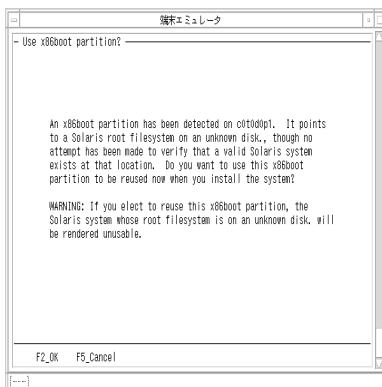 端末エミュレータ
Use x86boot partition?
An x86boot partition has been detected on c0t0d0p1.  It points
to a Solaris root filesystem on an unknown disk., though no
attempt has been made to verify that a valid Solaris system
exists at that location.  Do you want to use this x86boot
partition to be reused now when you install the system?
WARNING: If you elect to reuse this x86boot partition, the
Solaris system whose root filesystem is on an unknown disk. will
be rendered unusable.
F2_OK    F5_Cancel
[----]